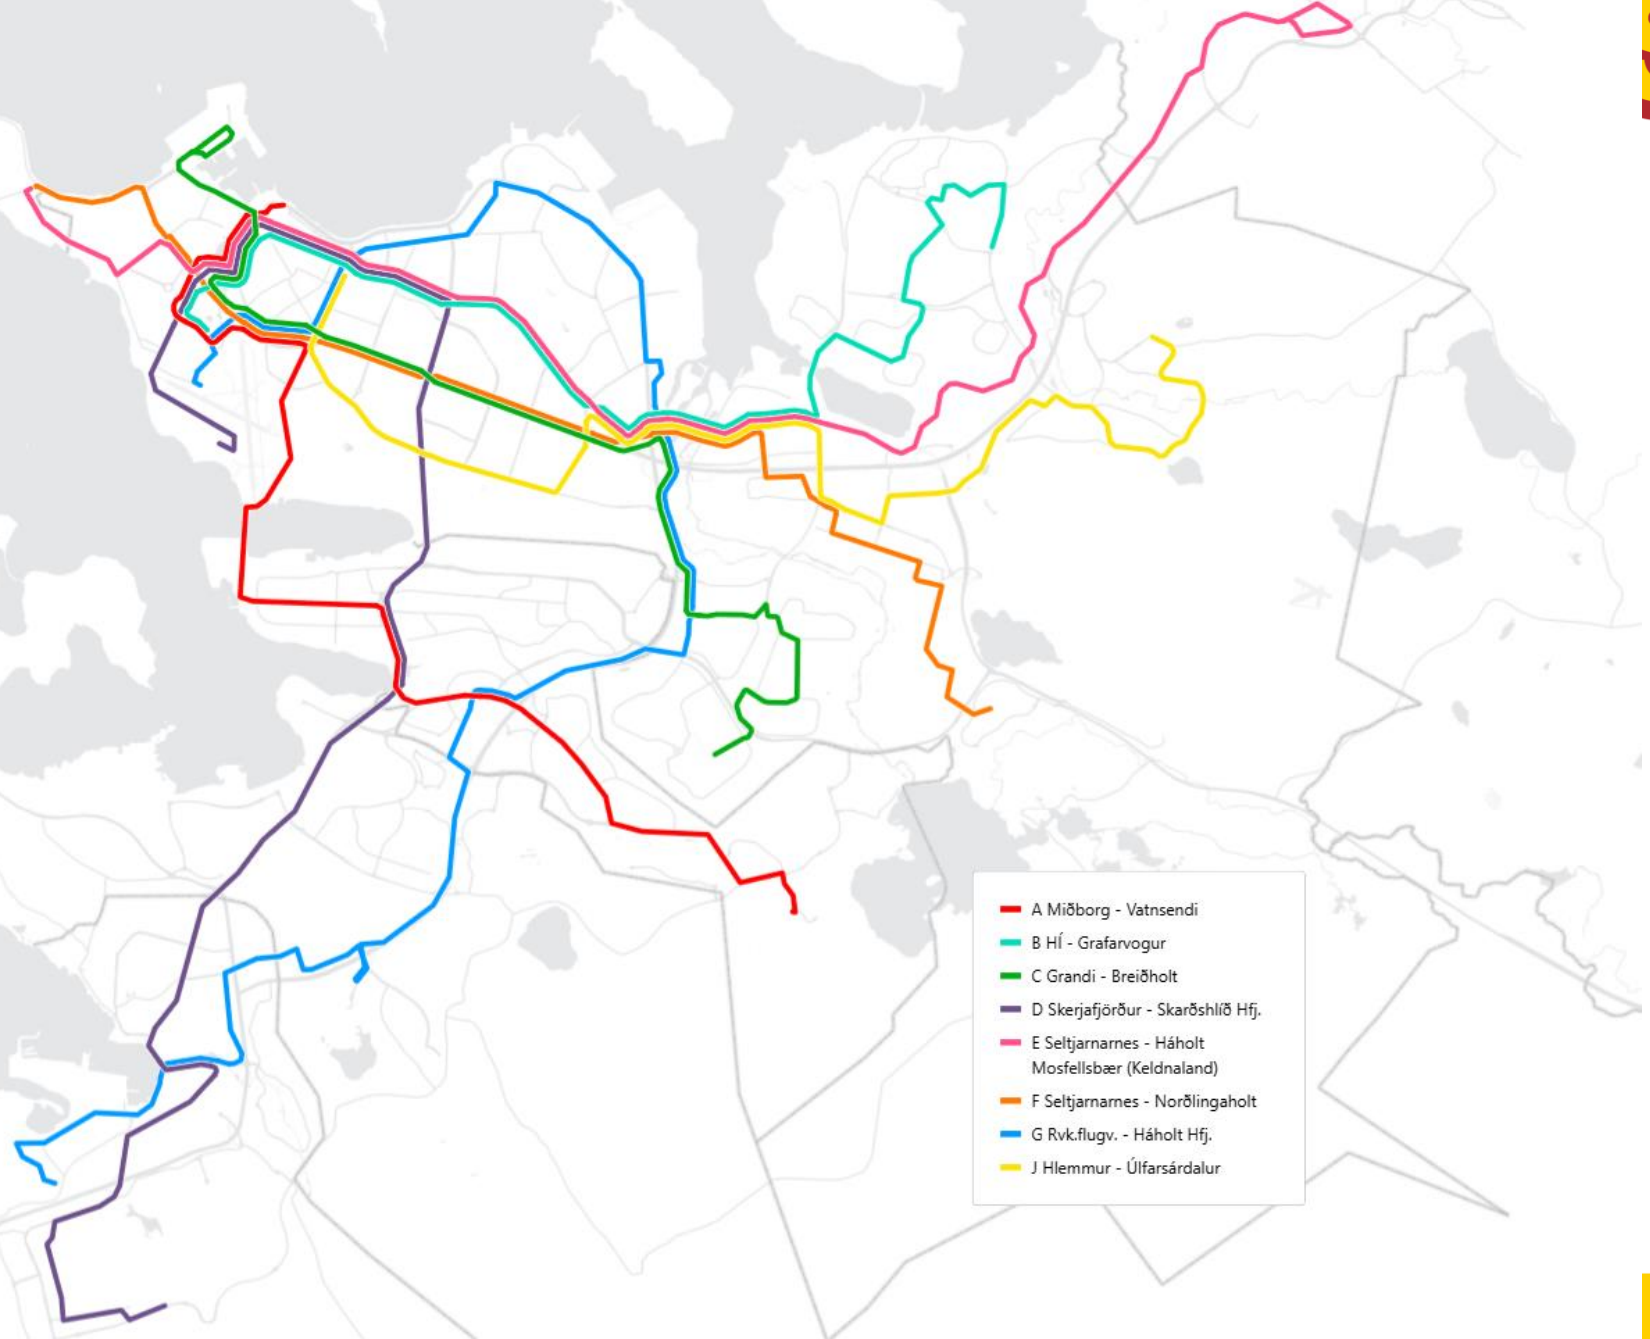 A Miðborg - Vatnsendi
B HÍ - Grafarvogur
C Grandi - Breiðholt
D Skerjafjörður - Skarðshlíð Hfj.
E Seltjarnarnes - Háholt
Mosfellsbær (Keldnaland)
F Seltjarnarnes - Norðlingaholt
G Rvk.flugv. - Háholt Hfj.
J Hlemmur - Úlfarsárdalur